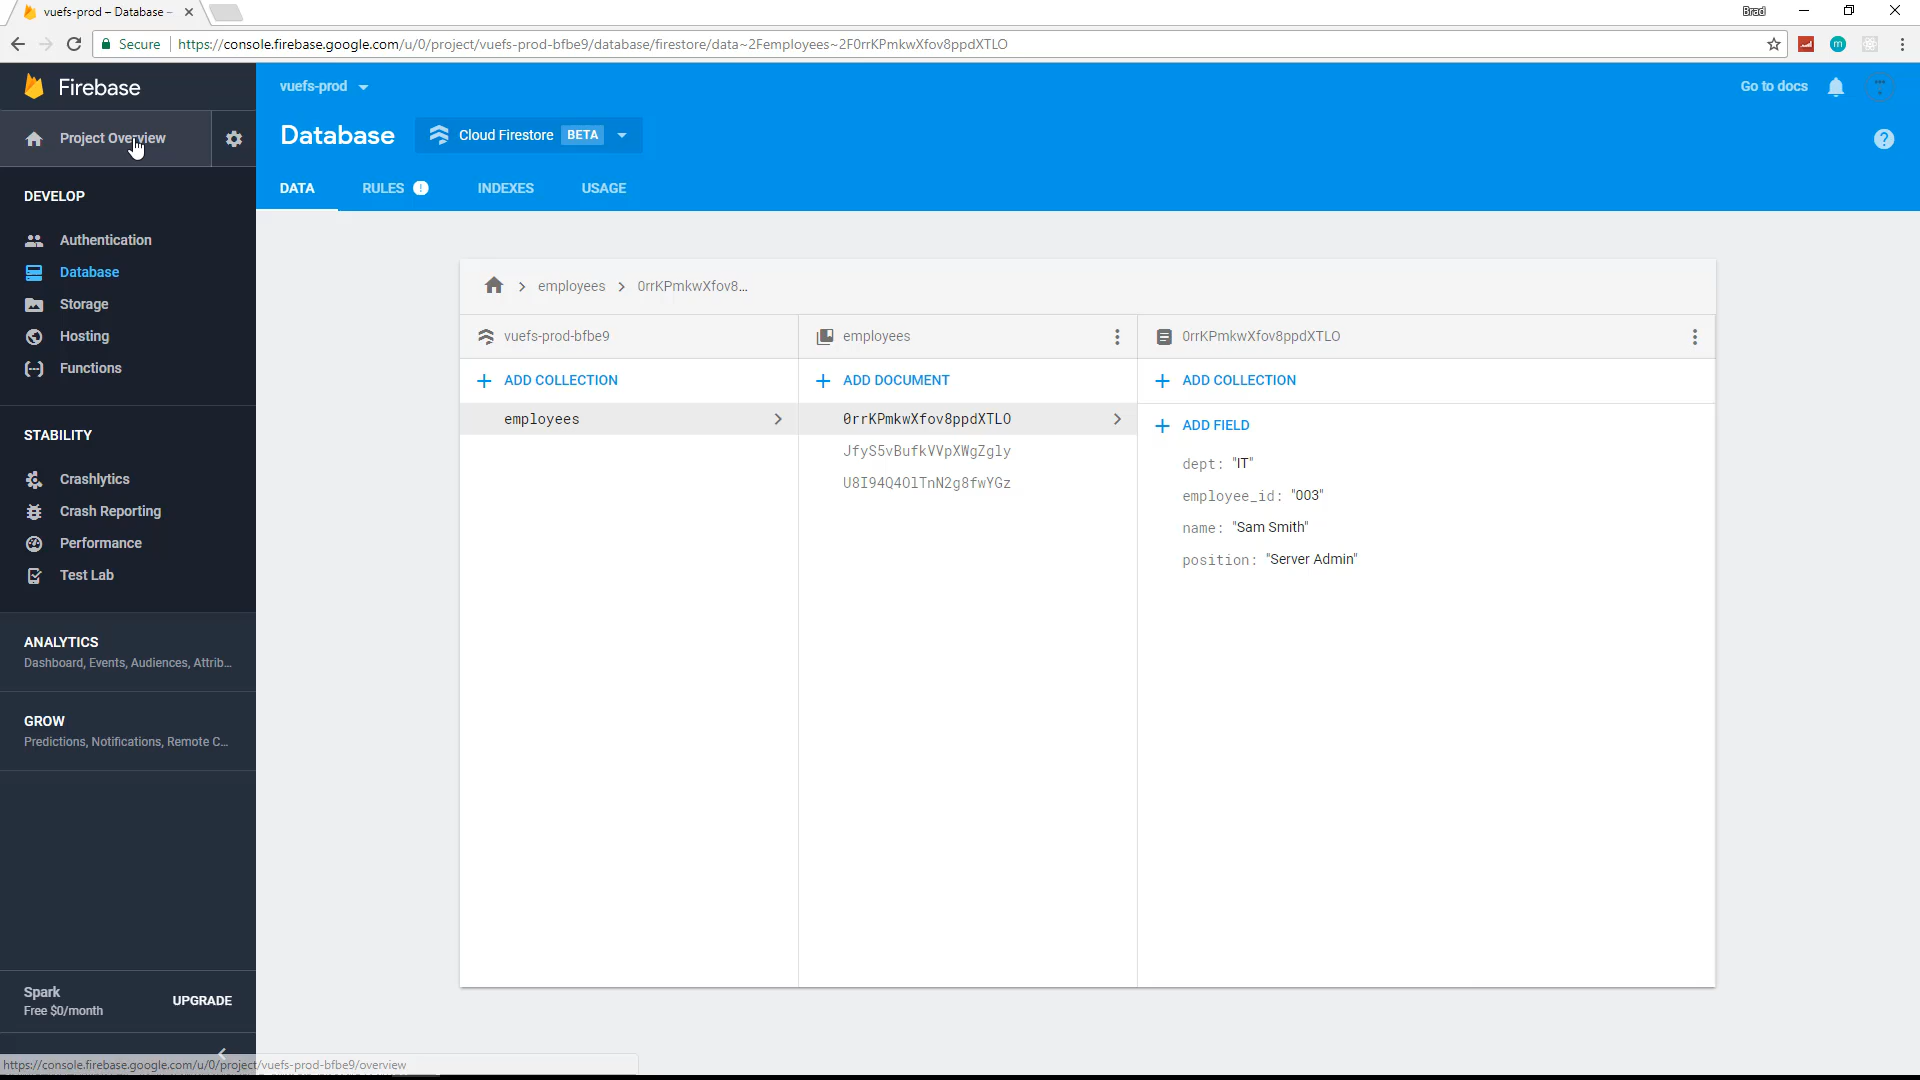 vuefs-prod – Database –
Brad
Secure
https://console.firebase.google.com/u/0/project/vuefs-prod-bfbe9/database/firestore/data~2Femployees~2F0rrKPmkwXfov8ppdXTLO
m
Firebase
vuefs-prod
Go to docs
Project Overview
Database
Cloud Firestore BETA
?
DATA
RULES !
INDEXES
USAGE
DEVELOP
Authentication
Database
Storage
Hosting
Functions
STABILITY
Crashlytics
Crash Reporting
Performance
Test Lab
ANALYTICS
Dashboard, Events, Audiences, Attrib...
GROW
Predictions, Notifications, Remote C...
Spark
Free $0/month
UPGRADE
employees
0rrKPmkwXfov8...
vuefs-prod-bfbe9
ADD COLLECTION
employees
employees
ADD DOCUMENT
0rrKPmkwXfov8ppdXTLO
JfyS5vBufkVVpXWgZgly
U8I94Q4OlTnN2g8fwYGz
0rrKPmkwXfov8ppdXTLO
ADD COLLECTION
ADD FIELD
dept: "IT"
employee_id: "003"
name: "Sam Smith"
position: "Server Admin"
https://console.firebase.google.com/u/0/project/vuefs-prod-bfbe9/overview